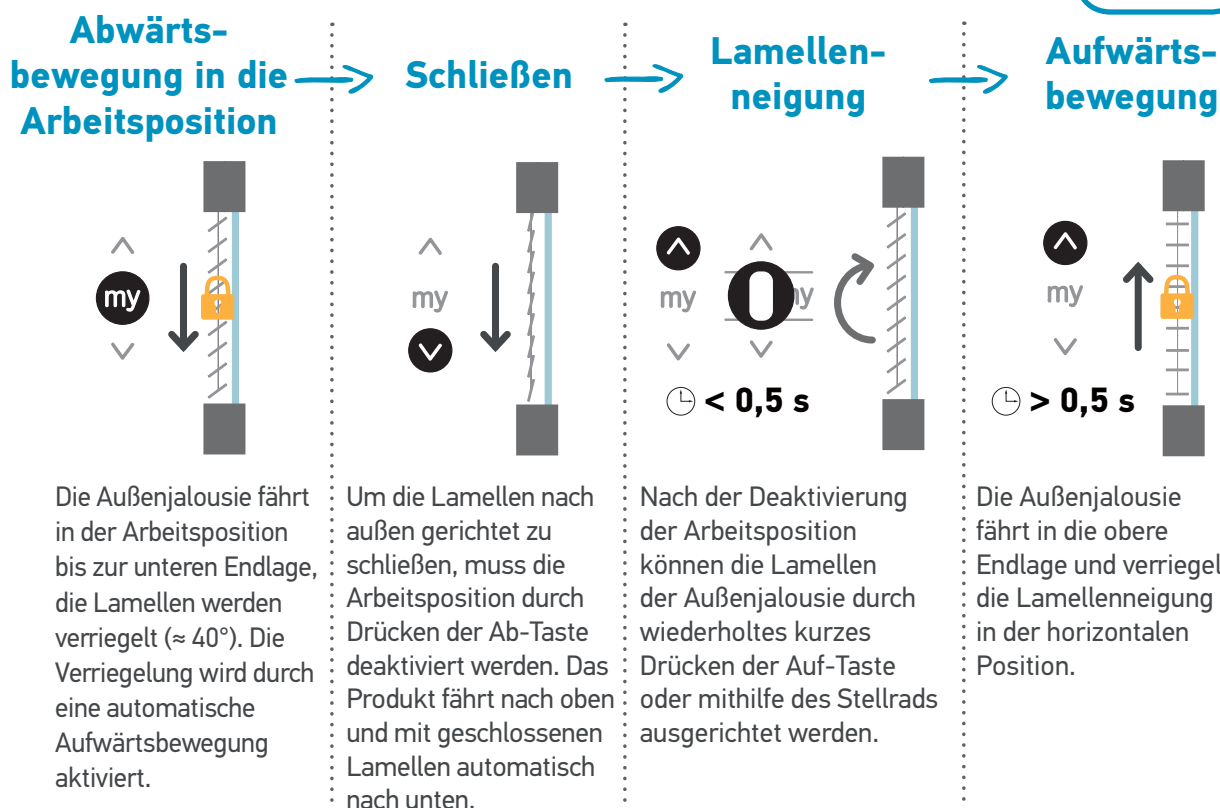 Abwärts-
bewegung in die
Arbeitsposition
my
Die Außenjalousie fährt
in der Arbeitsposition
bis zur unteren Endlage,
die Lamellen werden
verriegelt (≈ 40°). Die
Verriegelung wird durch
eine automatische
Aufwärtsbewegung
aktiviert.
Schließen
my
Um die Lamellen nach
außen gerichtet zu
schließen, muss die
Arbeitsposition durch
Drücken der Ab-Taste
deaktiviert werden. Das
Produkt fährt nach oben
und mit geschlossenen
Lamellen automatisch
nach unten.
Lamellen-
neigung
my
my
< 0,5 s
Nach der Deaktivierung
der Arbeitsposition
können die Lamellen
der Außenjalousie durch
wiederholtes kurzes
Drücken der Auf-Taste
oder mithilfe des Stellrads
ausgerichtet werden.
Aufwärts-
bewegung
my
> 0,5 s
Die Außenjalousie
fährt in die obere
Endlage und verriegel
die Lamellenneigung
in der horizontalen
Position.